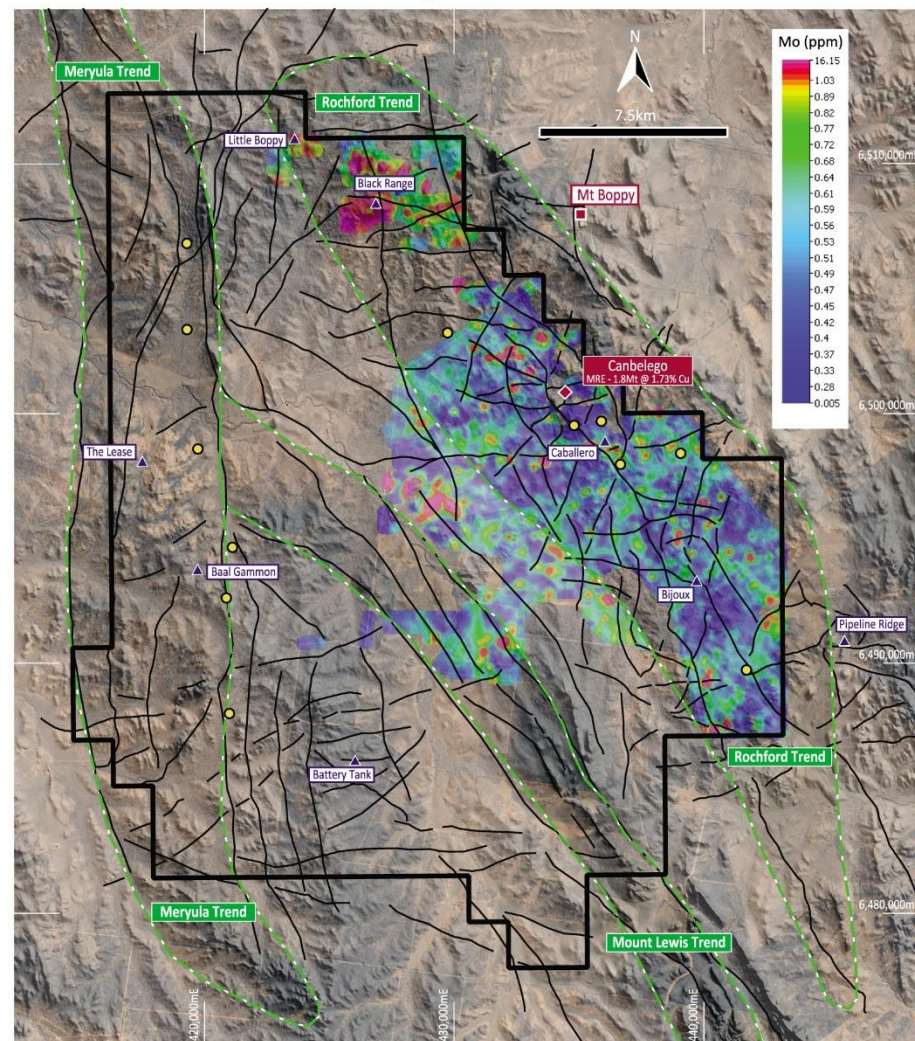 Mo (ppm)
16.15
1.03
0.89
0.82
0.77
0.72
0.68
0.64
0.61
0.59
0.56
0.53
0.51
0.49
0.47
0.45
0.42
0.37
0.33
0.28
0.005
N
7.5km
Meryula Trend
Rochford Trend
Little Boppy
6,510,000m
Black Range
Mt Boppy
Canbelego
MRE - 1.8Mt @ 1.73% Cu
6,500,000m
The Lease
Caballero
Baal Gammon
Bijoux
Pipeline Ridge
6,490,000m
Rochford Trend
Battery Tank
Meryula Trend
6,480,000m
Mount Lewis Trend
420,000mE
430,000mE
440,000mE